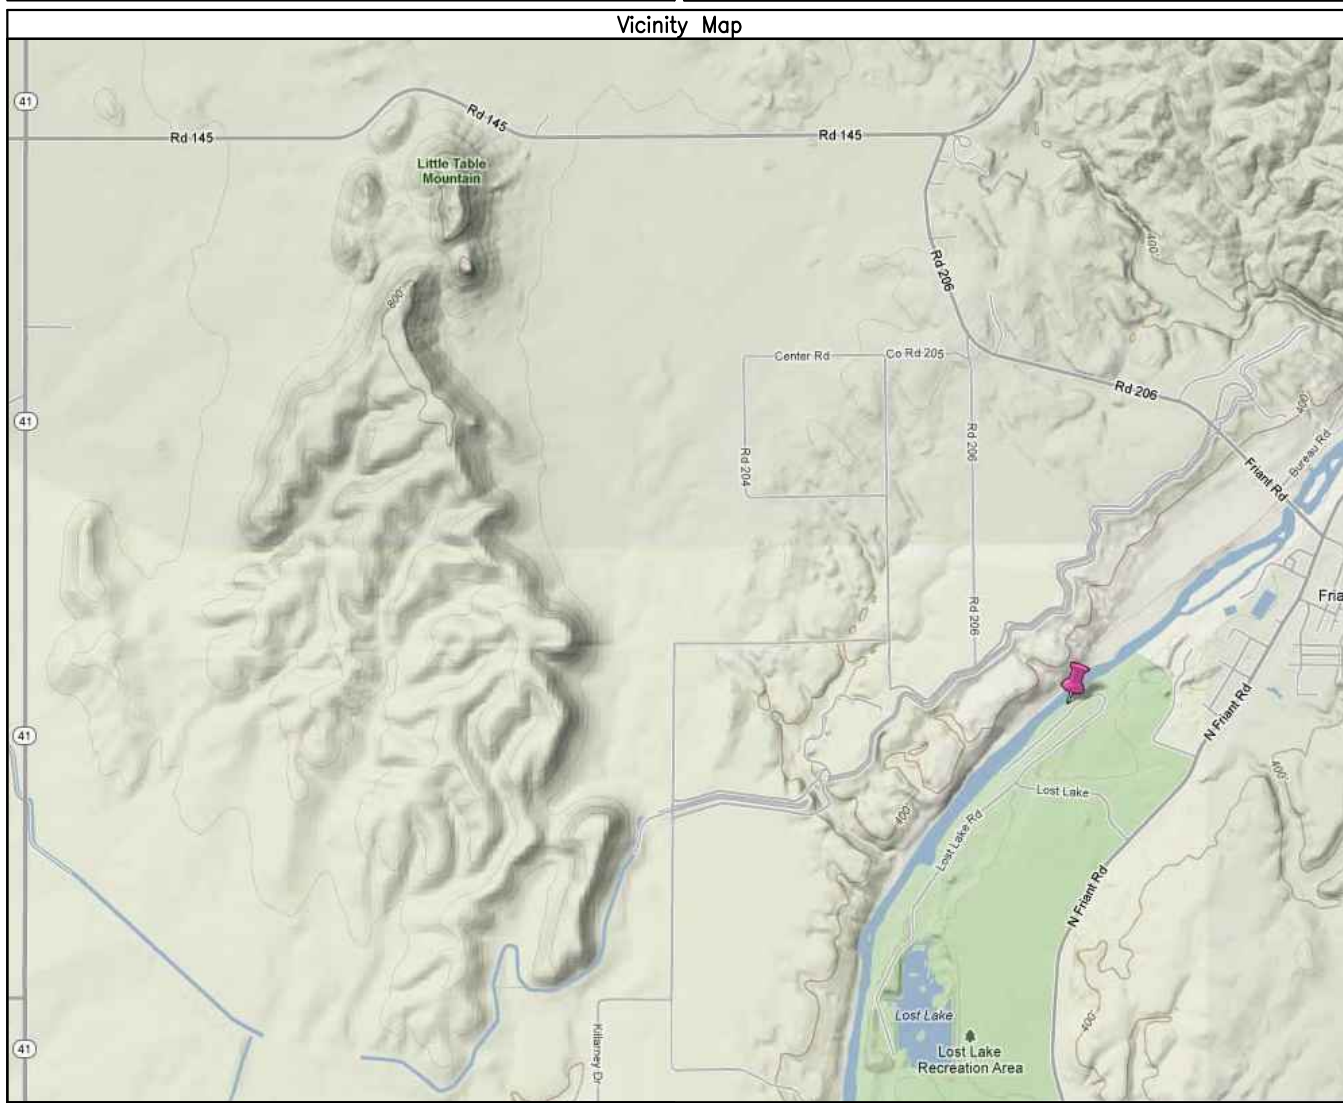 Vicinity Map
41
Rd 145
Rd 145
Rd 145
Little Table
Mountain
400'
Rd 206
800'
Center Rd
Co Rd 205
Rd 206
41
400'
Rd 204
Rd 206
Bureau Rd
Friant Rd
Rd 206
Fria
N Friant Rd
41
400'
Lost Lake
400'
Lost Lake Rd
N Friant Rd
Lost Lake
400'
41
Killarney Dr
Lost Lake
Recreation Area